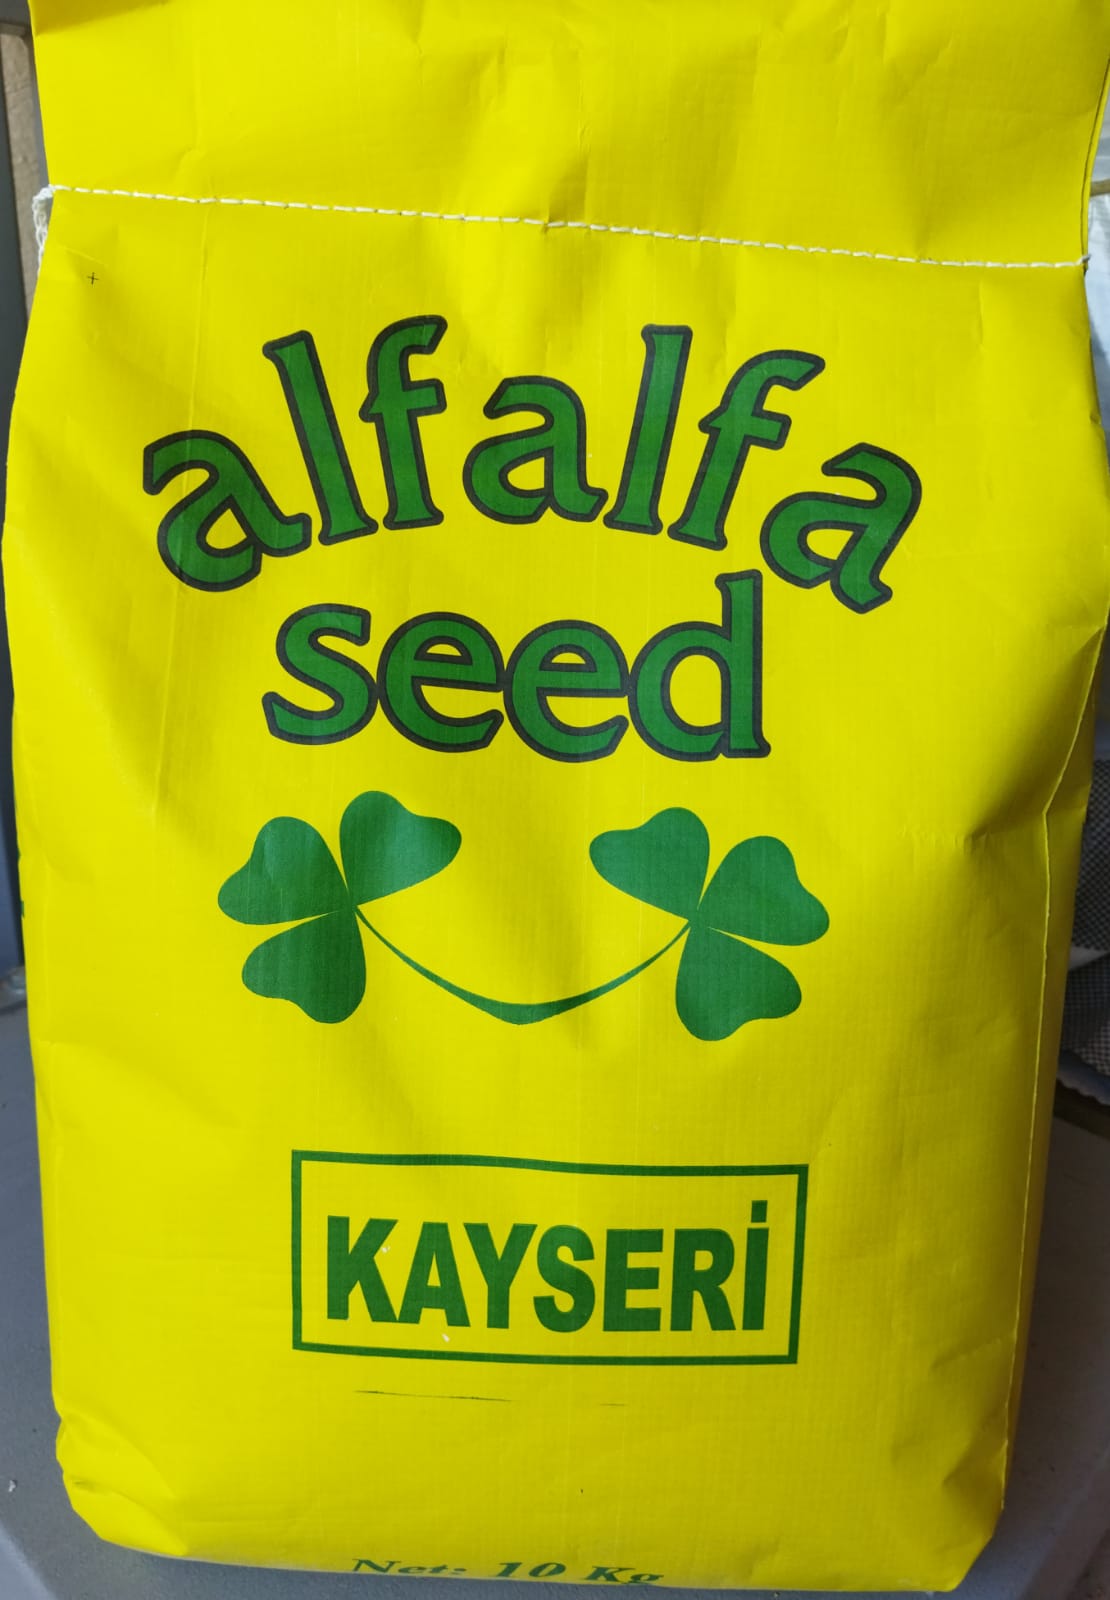 alfalfa
seed
KAYSERİ
Net: 10 Kg